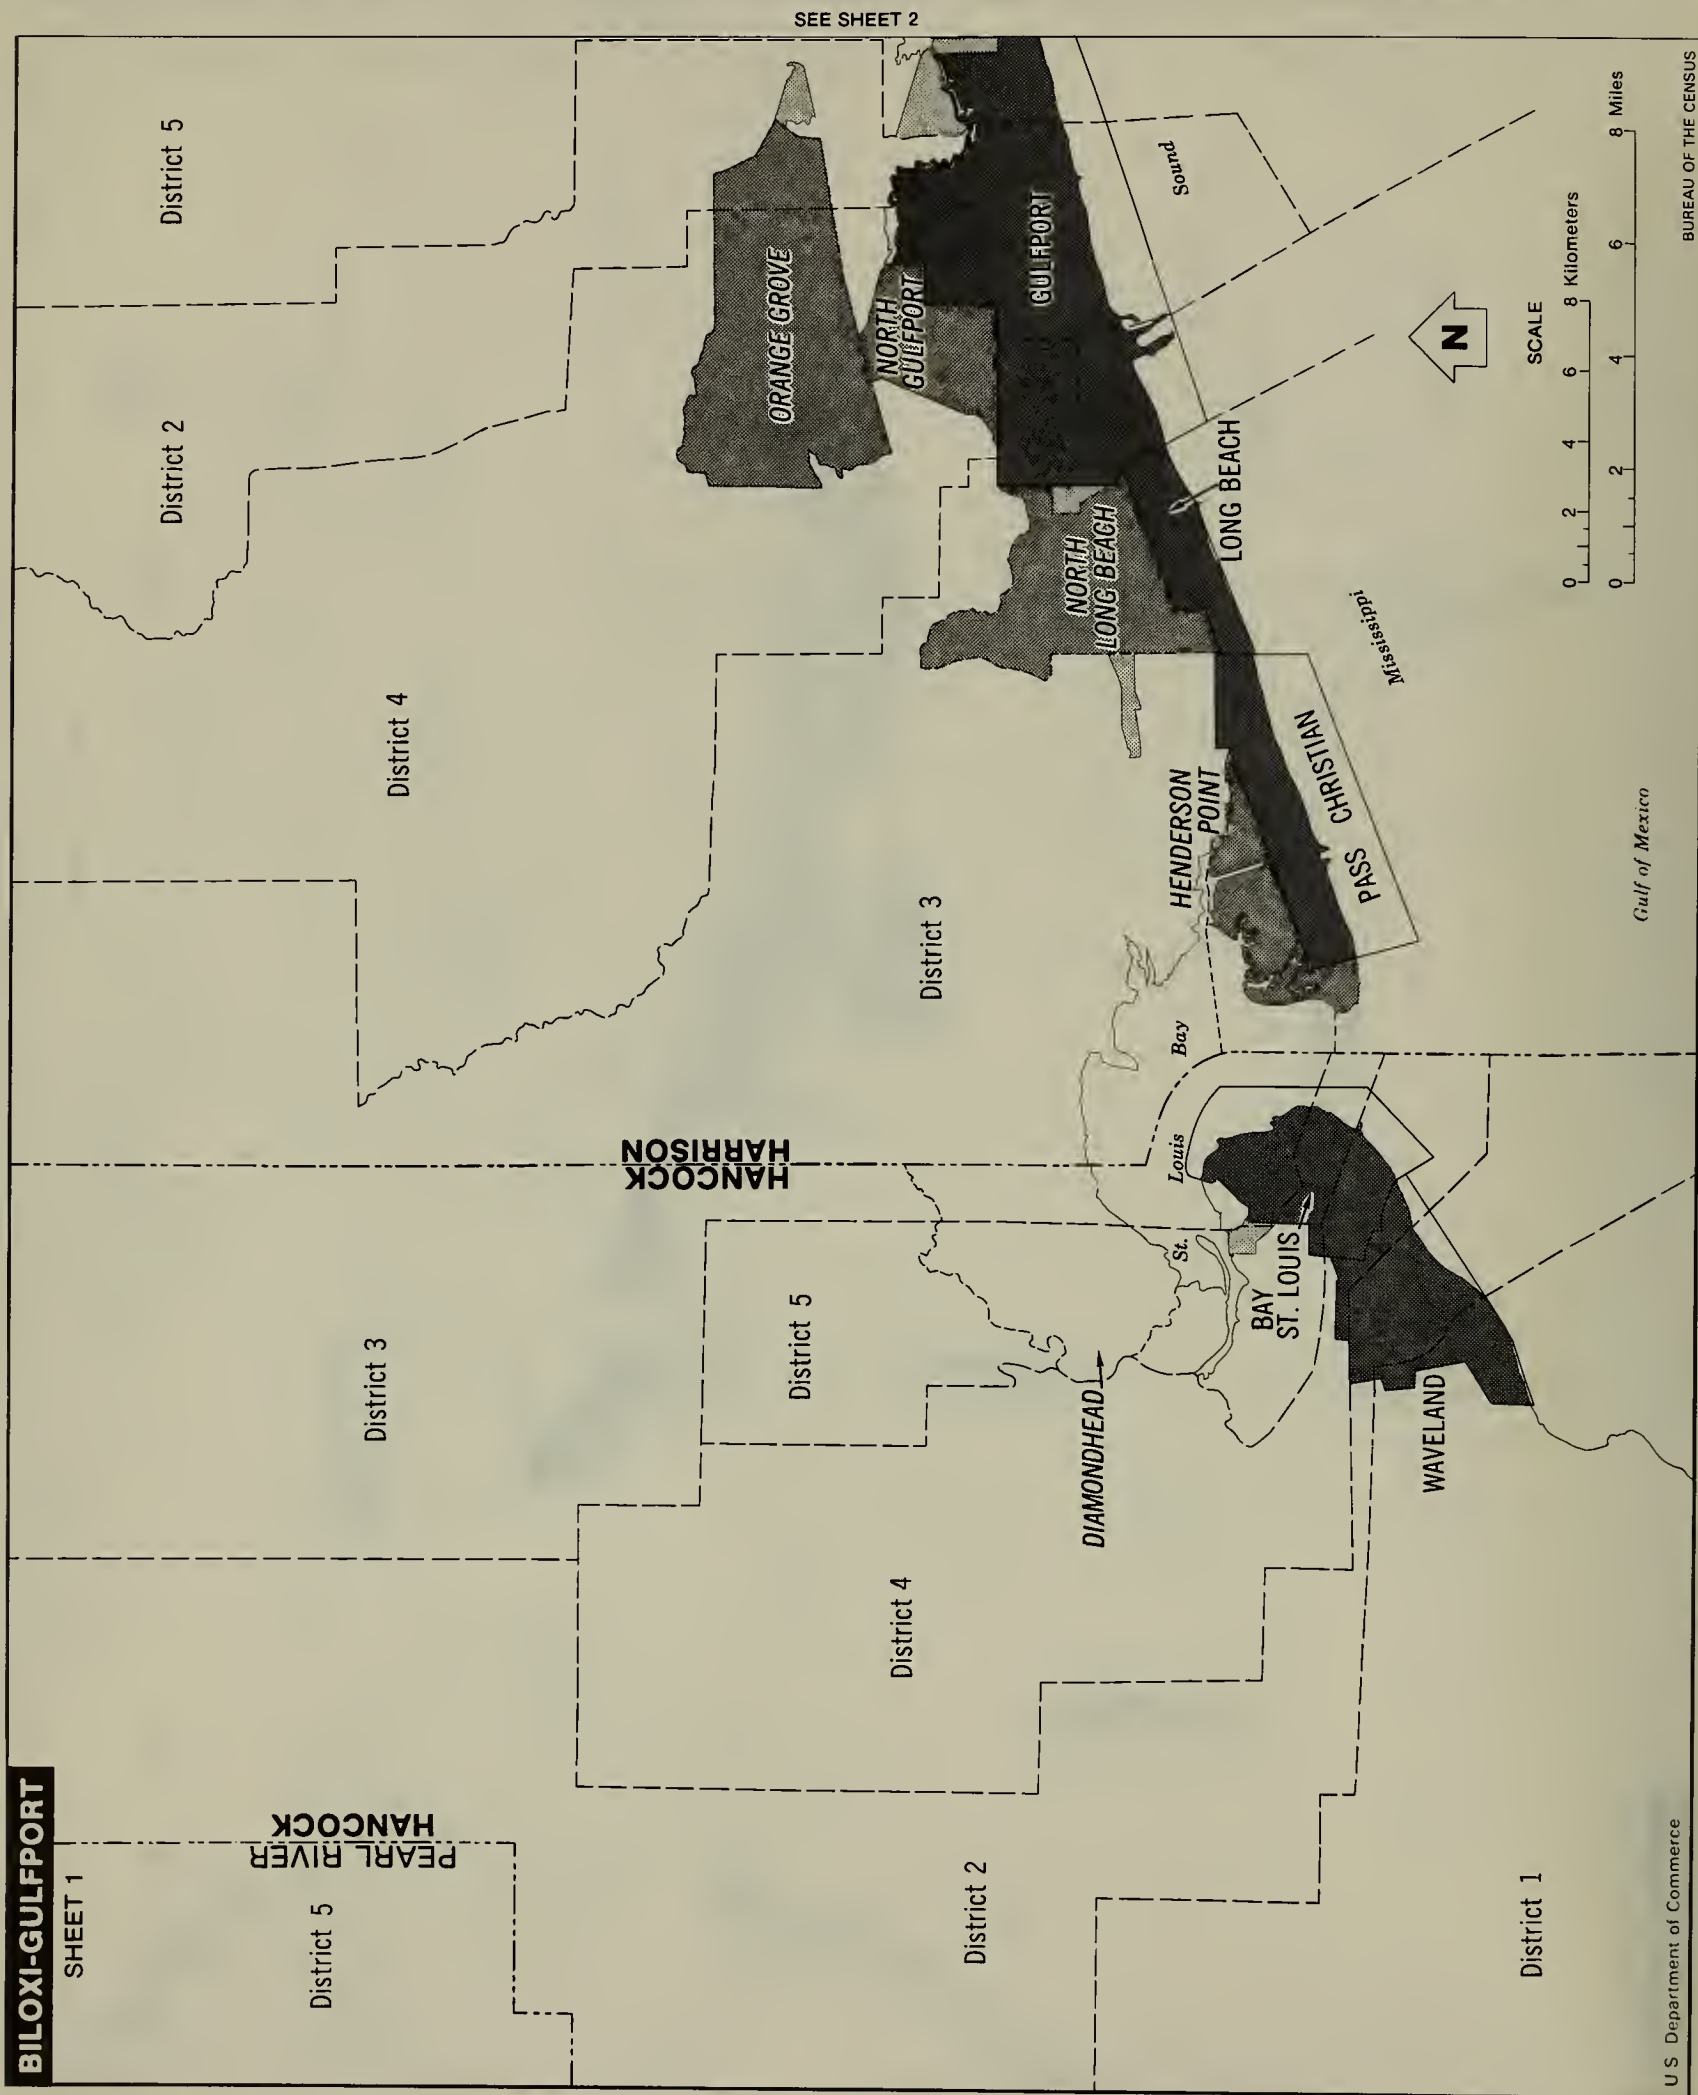 BILOXI-GULFPORT
SHEET 1
SEE SHEET 2
District 5
PEARL RIVER
HANCOCK
District 3
HANCOCK
HARRISON
District 4
District 2
District 5
District 2
District 4
District 5
District 3
ORANGE GROVE
NORTH
GULFPORT
GULFPORT
NORTH
LONG BEACH
LONG BEACH
HENDERSON
POINT
PASS CHRISTIAN
DIAMONDHEAD
St. Louis Bay
BAY
ST. LOUIS
WAVELAND
Mississippi Sound
Gulf of Mexico
District 1
N
SCALE
0 2 4 6 8 Kilometers
0 2 4 6 8 Miles
U S Department of Commerce
BUREAU OF THE CENSUS